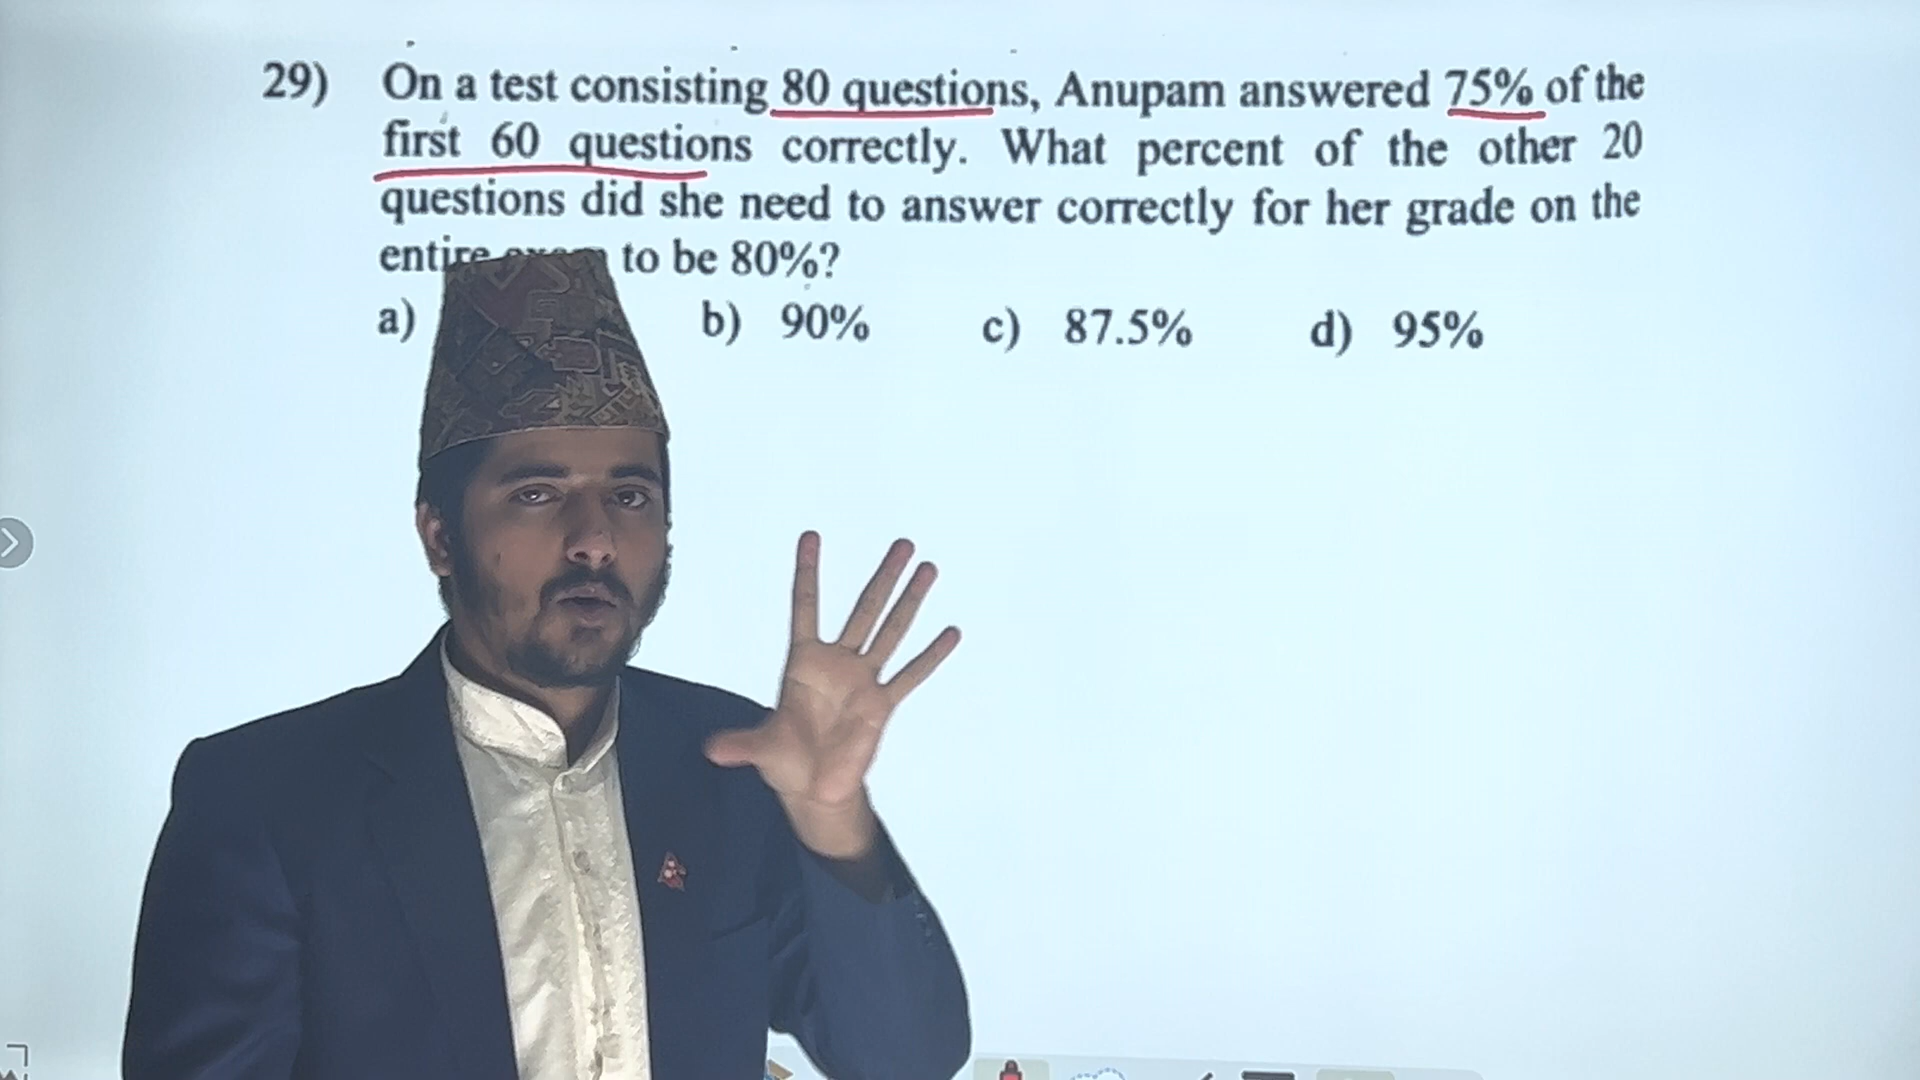 29) On a test consisting 80 questions, Anupam answered 75% of the
first 60 questions correctly. What percent of the other 20
questions did she need to answer correctly for her grade on the
entire to be 80%?
a) b) 90% c) 87.5% d) 95%